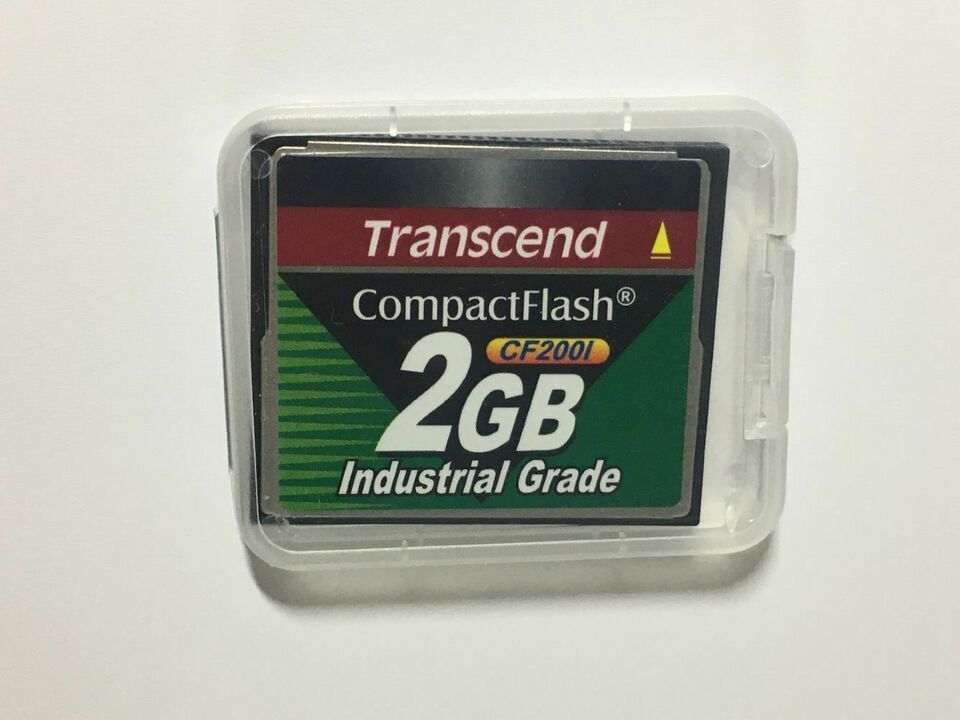 Transcend
CompactFlash®
CF200I
2GB
Industrial Grade